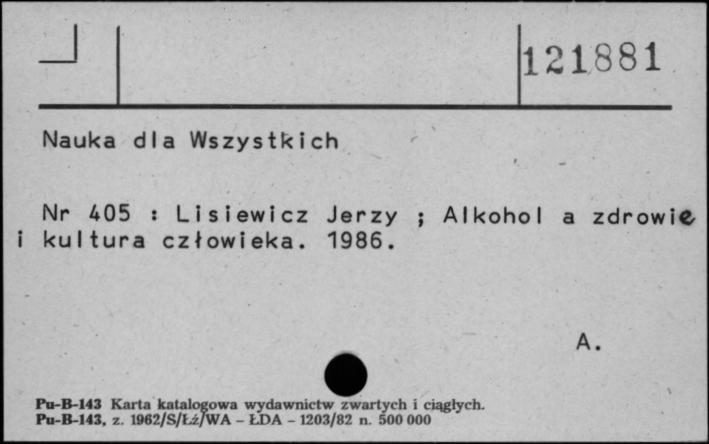 121881
Nauka dla Wszystkich
Nr 405 : Lisiewicz Jerzy ; Alkohol a zdrowie
i kultura człowieka. 1986.
A.
Pu-B-143 Karta katalogowa wydawnictw zwartych i ciągłych.
Pu-B-143, z. 1962/S/Łź/WA – ŁDA – 1203/82 n. 500 000